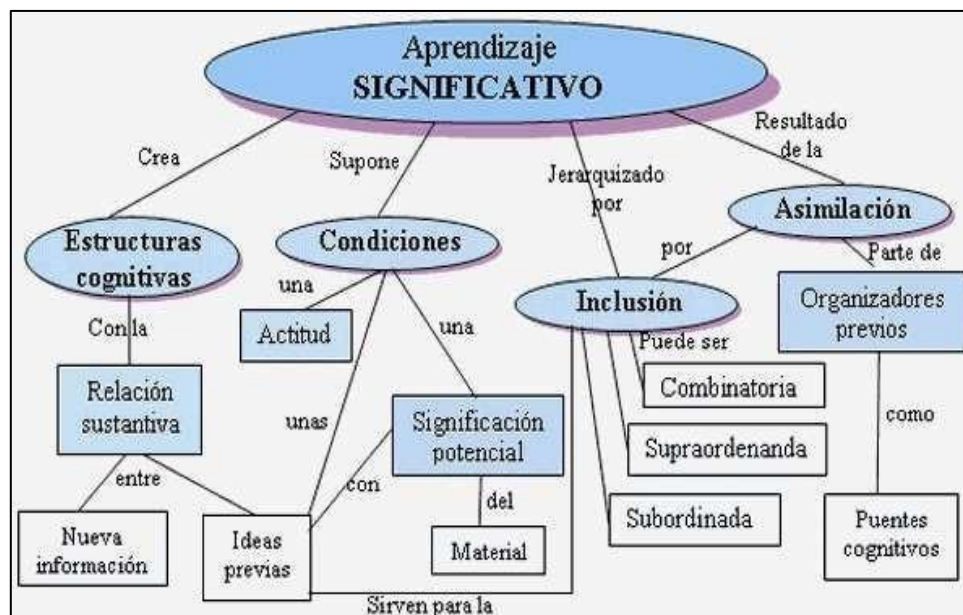 Aprendizaje
SIGNIFICATIVO
Crea
Supone
Jerarquizado
por
Resultado
de la
Estructuras
cognitivas
Condiciones
Asimilación
por
Parte de
Con la
una
Actitud
una
Inclusión
Organizadores
previos
Puede ser
Relación
sustantiva
unas
Significación
potencial
Combinatoria
como
Supraordenanda
entre
con
del
Subordinada
Nueva
información
Ideas
previas
Material
Puentes
cognitivos
Sirven para la